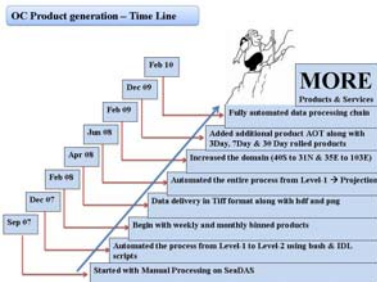 OC Product generation – Time Line
Feb 10
MORE
Products & Services
Dec 09
Fully automated data processing chain
Feb 09
Added additional product AOT along with
3Day, 7Day & 30 Day rolled products
Jun 08
Increased the domain (40S to 31N & 35E to 103E)
Apr 08
Automated the entire process from Level-1 → Projection
Feb 08
Data delivery in Tiff format along with hdf and png
Dec 07
Begin with weekly and monthly binned products
Sep 07
Automated the process from Level-1 to Level-2 using bash & IDL
scripts
Started with Manual Processing on SeaDAS